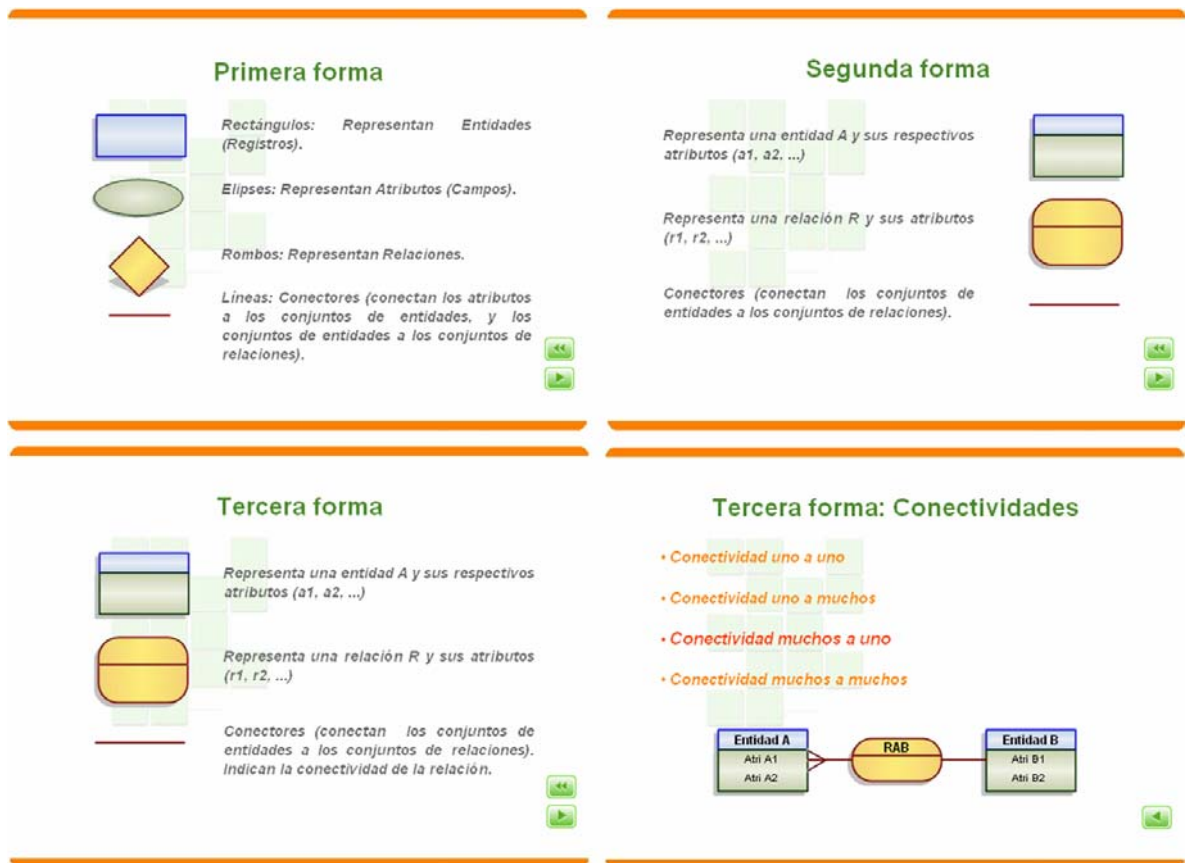 Primera forma
Rectángulos: Representan Entidades
(Registros).
Elipses: Representan Atributos (Campos).
Rombos: Representan Relaciones.
Líneas: Conectores (conectan los atributos
a los conjuntos de entidades, y los
conjuntos de entidades a los conjuntos de
relaciones).
Segunda forma
Representa una entidad A y sus respectivos
atributos (a1, a2, ...)
Representa una relación R y sus atributos
(r1, r2, ...)
Conectores (conectan los conjuntos de
entidades a los conjuntos de relaciones).
Tercera forma
Representa una entidad A y sus respectivos
atributos (a1, a2, ...)
Representa una relación R y sus atributos
(r1, r2, ...)
Conectores (conectan los conjuntos de
entidades a los conjuntos de relaciones).
Indican la conectividad de la relación.
Tercera forma: Conectividades
• Conectividad uno a uno
• Conectividad uno a muchos
• Conectividad muchos a uno
• Conectividad muchos a muchos
Entidad A
Atri A1
Atri A2
RAB
Entidad B
Atri B1
Atri B2